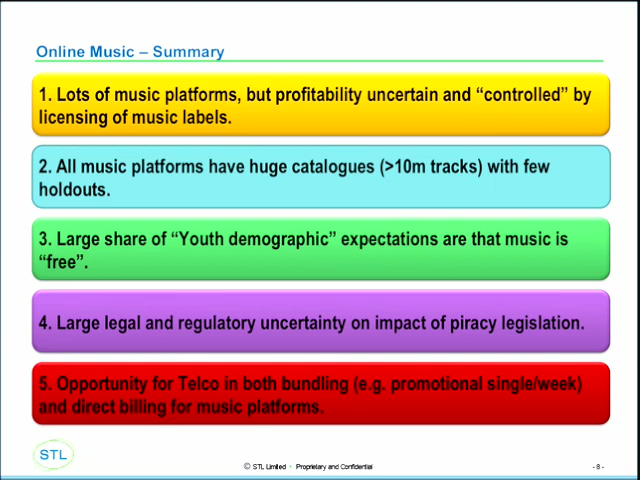 Online Music – Summary
1. Lots of music platforms, but profitability uncertain and “controlled” by
licensing of music labels.
2. All music platforms have huge catalogues (>10m tracks) with few
holdouts.
3. Large share of “Youth demographic” expectations are that music is
“free”.
4. Large legal and regulatory uncertainty on impact of piracy legislation.
5. Opportunity for Telco in both bundling (e.g. promotional single/week)
and direct billing for music platforms.
STL
© STL Limited • Proprietary and Confidential
- 8 -